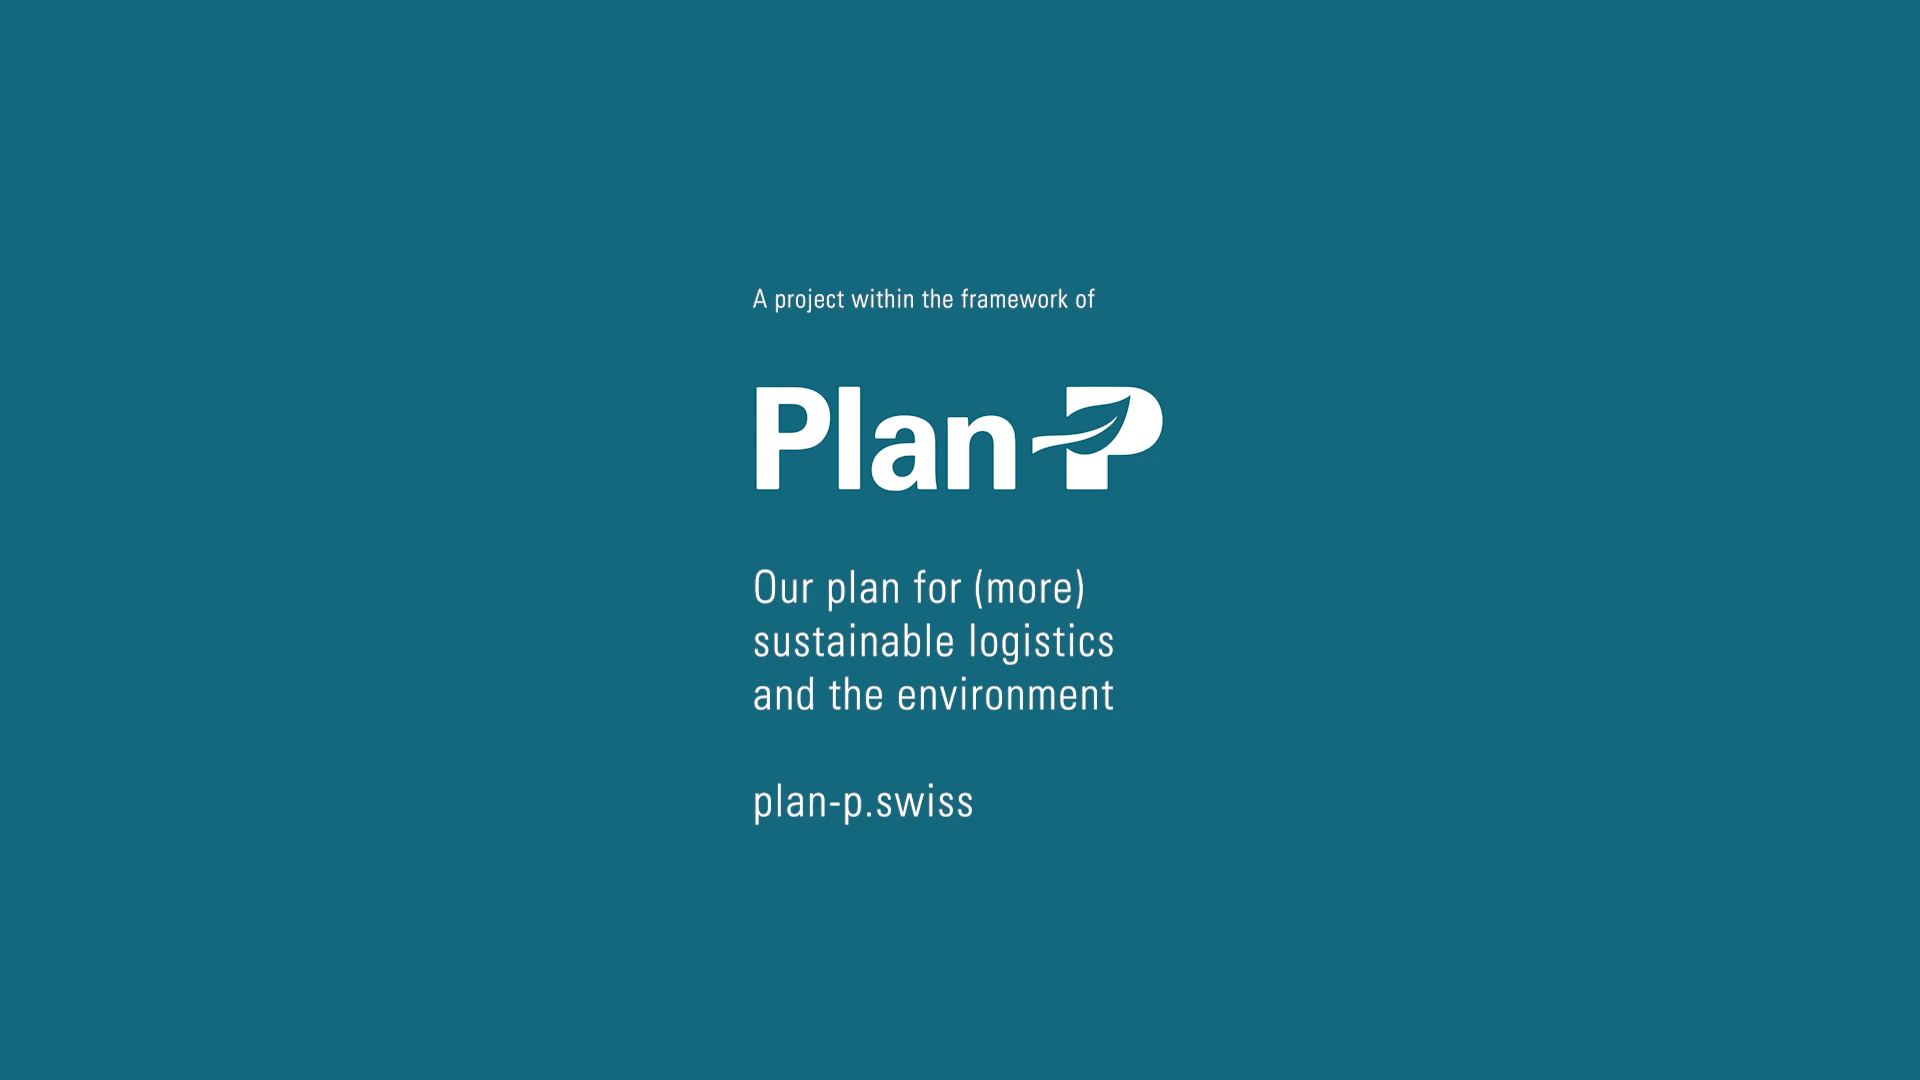 A project within the framework of
Plan-P
Our plan for (more)
sustainable logistics
and the environment
plan-p.swiss